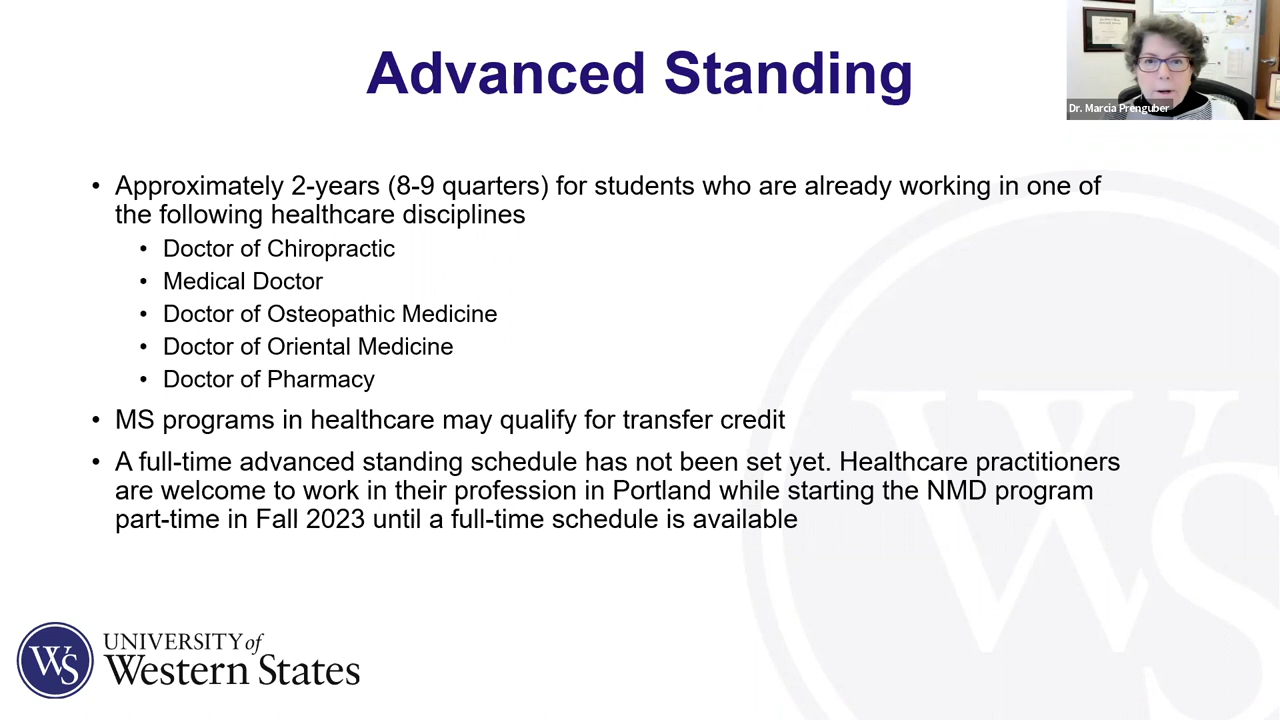 Advanced Standing
Dr. Marcia Prenguber
• Approximately 2-years (8-9 quarters) for students who are already working in one of
the following healthcare disciplines
• Doctor of Chiropractic
• Medical Doctor
• Doctor of Osteopathic Medicine
• Doctor of Oriental Medicine
• Doctor of Pharmacy
• MS programs in healthcare may qualify for transfer credit
• A full-time advanced standing schedule has not been set yet. Healthcare practitioners
are welcome to work in their profession in Portland while starting the NMD program
part-time in Fall 2023 until a full-time schedule is available
WS
WS
UNIVERSITY of
Western States